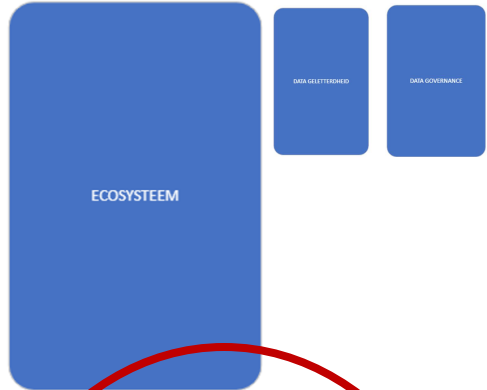 ECOSYSTEEM
DATA GELETTERDHEID
DATA GOVERNANCE